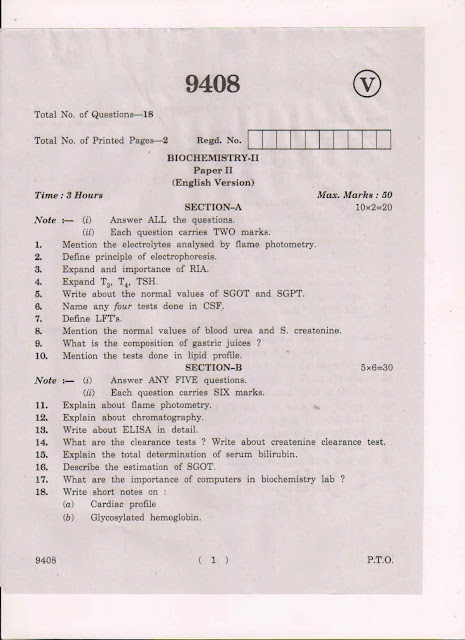 9408
V
Total No. of Questions—18
Total No. of Printed Pages—2 Regd. No.
BIOCHEMISTRY-II
Paper II
(English Version)
Time : 3 Hours Max. Marks : 50
SECTION-A 10×2=20
Note :— (i) Answer ALL the questions.
(ii) Each question carries TWO marks.
1. Mention the electrolytes analysed by flame photometry.
2. Define principle of electrophoresis.
3. Expand and importance of RIA.
4. Expand T3, T4, TSH.
5. Write about the normal values of SGOT and SGPT.
6. Name any four tests done in CSF.
7. Define LFT's.
8. Mention the normal values of blood urea and S. createnine.
9. What is the composition of gastric juices ?
10. Mention the tests done in lipid profile.
SECTION-B 5×6=30
Note :— (i) Answer ANY FIVE questions.
(ii) Each question carries SIX marks.
11. Explain about flame photometry.
12. Explain about chromatography.
13. Write about ELISA in detail.
14. What are the clearance tests ? Write about createnine clearance test.
15. Explain the total determination of serum bilirubin.
16. Describe the estimation of SGOT.
17. What are the importance of computers in biochemistry lab ?
18. Write short notes on :
(a) Cardiac profile
(b) Glycosylated hemoglobin.
9408 ( 1 ) P.T.O.